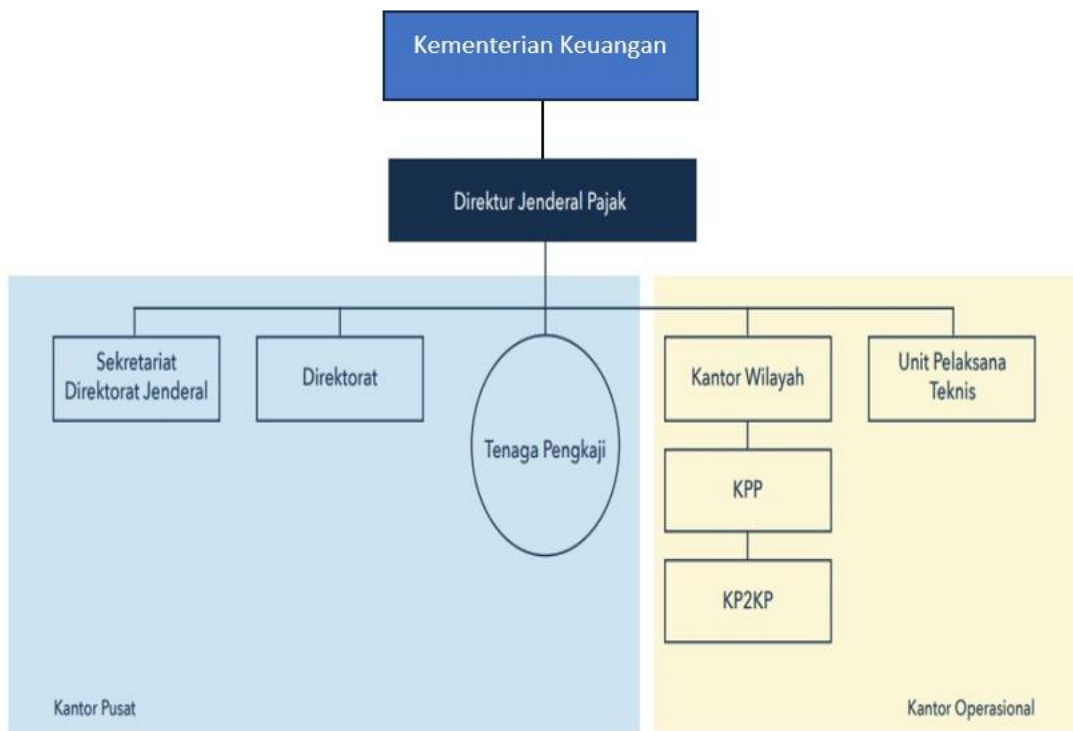 Kementerian Keuangan
Direktur Jenderal Pajak
Sekretariat
Direktorat Jenderal
Direktorat
Tenaga Pengkaji
Kantor Wilayah
Unit Pelaksana
Teknis
KPP
KP2KP
Kantor Pusat
Kantor Operasional